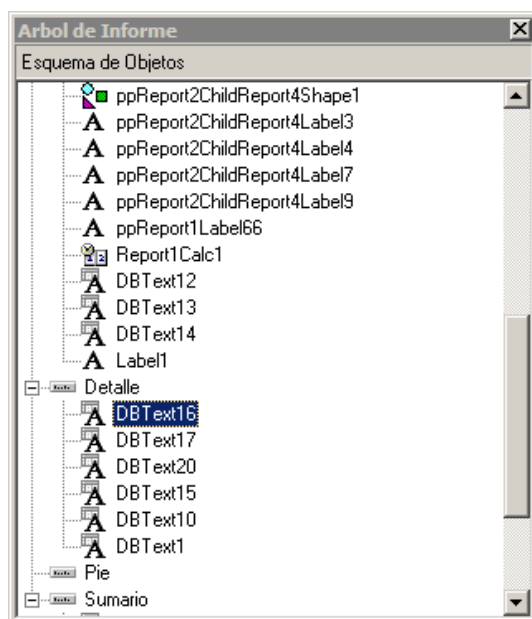 Arbol de Informe
Esquema de Objetos
ppReport2ChildReport4Shape1
ppReport2ChildReport4Label3
ppReport2ChildReport4Label4
ppReport2ChildReport4Label7
ppReport2ChildReport4Label9
ppReport1Label66
Report1Calc1
DBText12
DBText13
DBText14
Label1
Detalle
DBText16
DBText17
DBText20
DBText15
DBText10
DBText1
Pie
Sumario